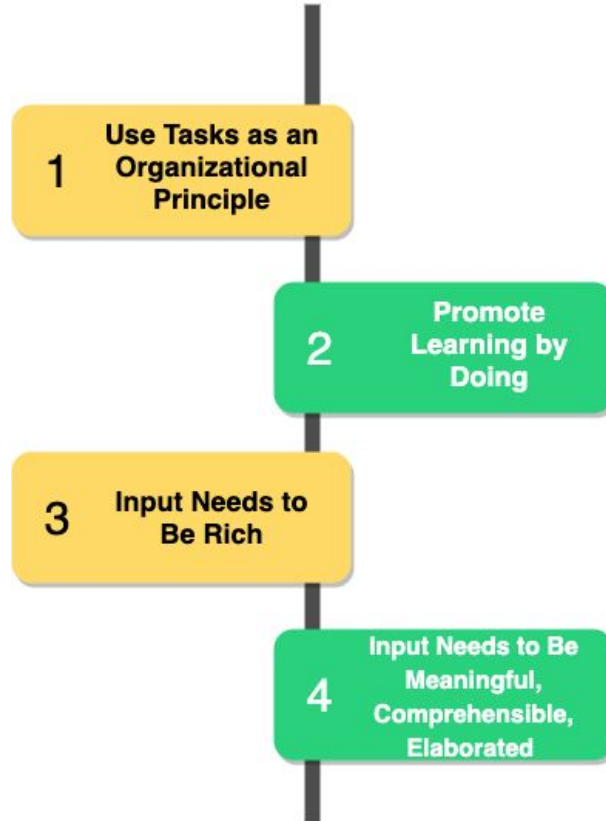 1
Use Tasks as an
Organizational
Principle
2
Promote
Learning by
Doing
3
Input Needs to
Be Rich
4
Input Needs to Be
Meaningful,
Comprehensible,
Elaborated